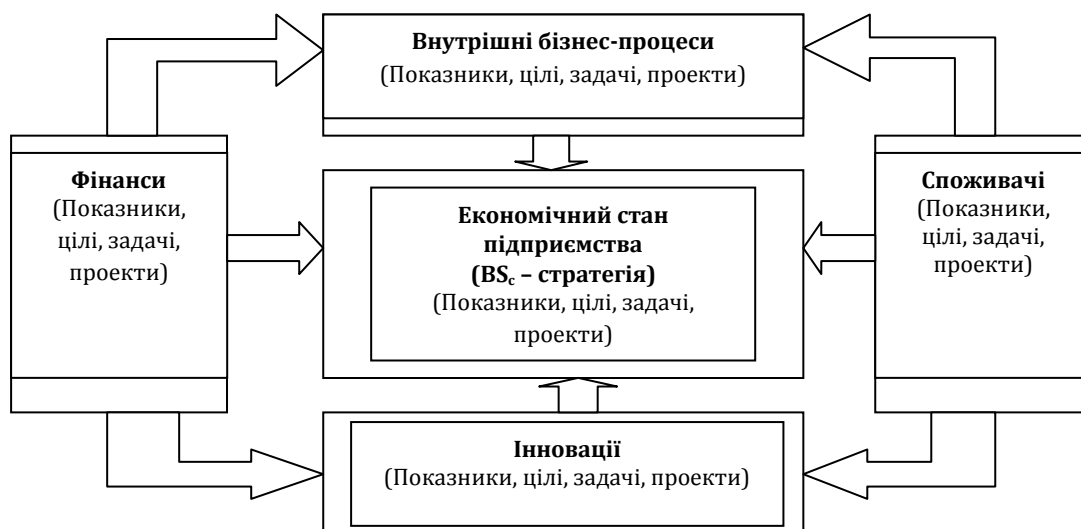 Внутрішні бізнес-процеси
(Показники, цілі, задачі, проекти)
Фінанси
(Показники,
цілі, задачі,
проекти)
Економічний стан
підприємства
(BSc – стратегія)
(Показники, цілі, задачі,
проекти)
Споживачі
(Показники,
цілі, задачі,
проекти)
Інновації
(Показники, цілі, задачі, проекти)